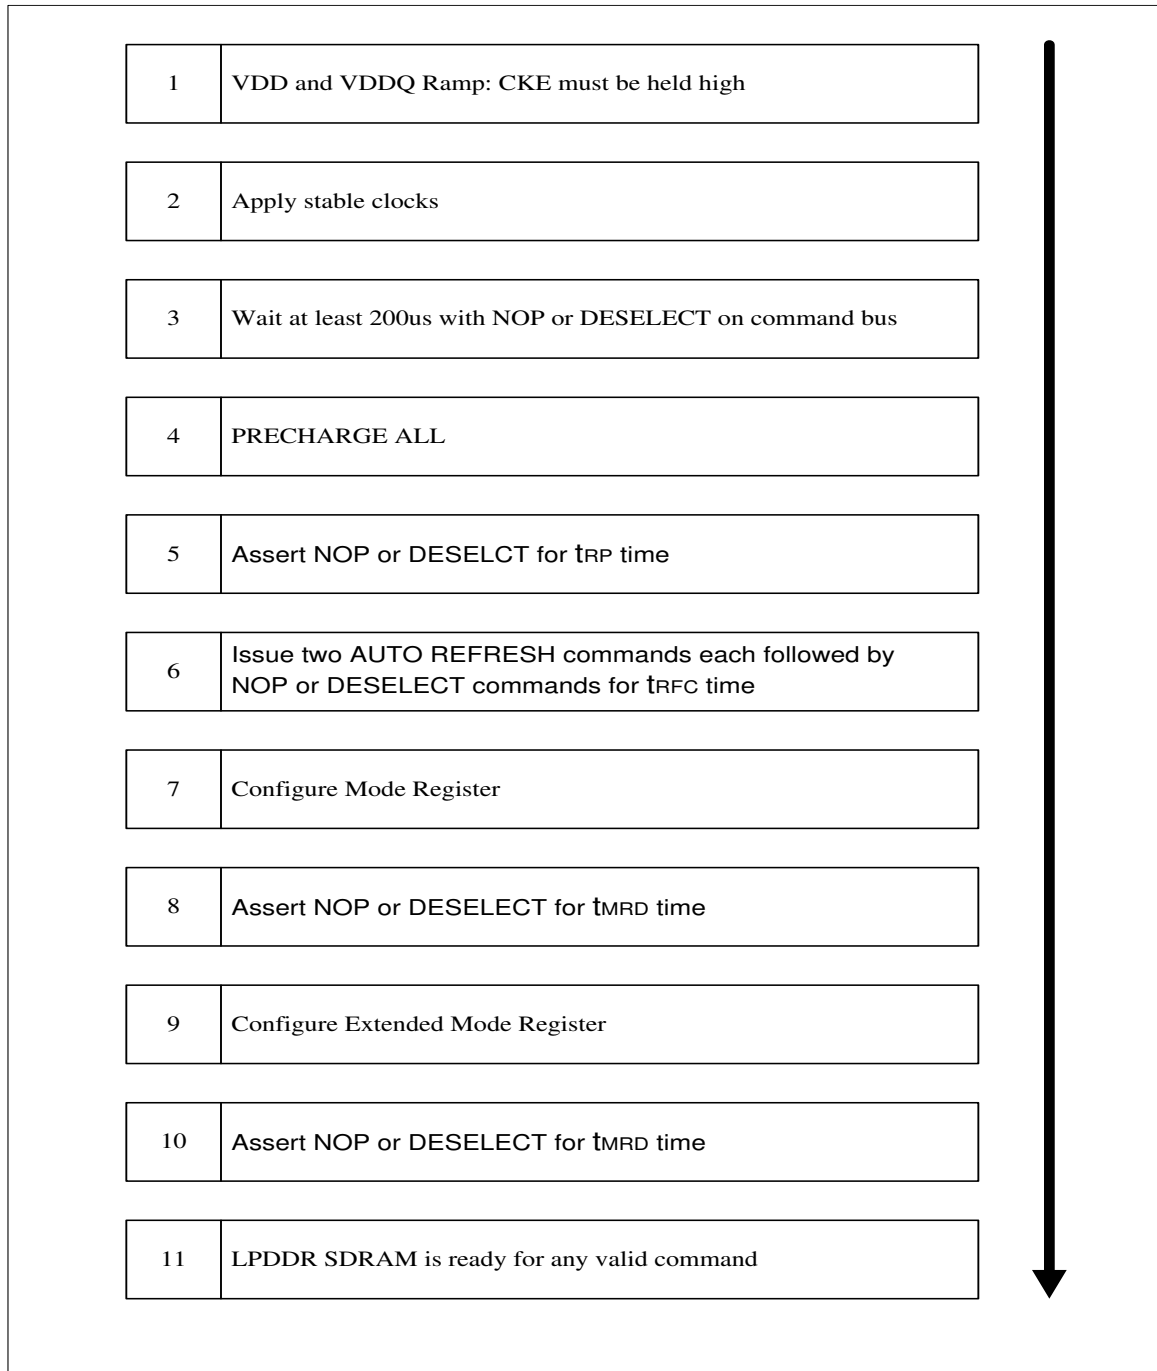 1 VDD and VDDQ Ramp: CKE must be held high
2 Apply stable clocks
3 Wait at least 200us with NOP or DESELECT on command bus
4 PRECHARGE ALL
5 Assert NOP or DESELCT for tRP time
6 Issue two AUTO REFRESH commands each followed by
NOP or DESELECT commands for tRFC time
7 Configure Mode Register
8 Assert NOP or DESELECT for tMRD time
9 Configure Extended Mode Register
10 Assert NOP or DESELECT for tMRD time
11 LPDDR SDRAM is ready for any valid command